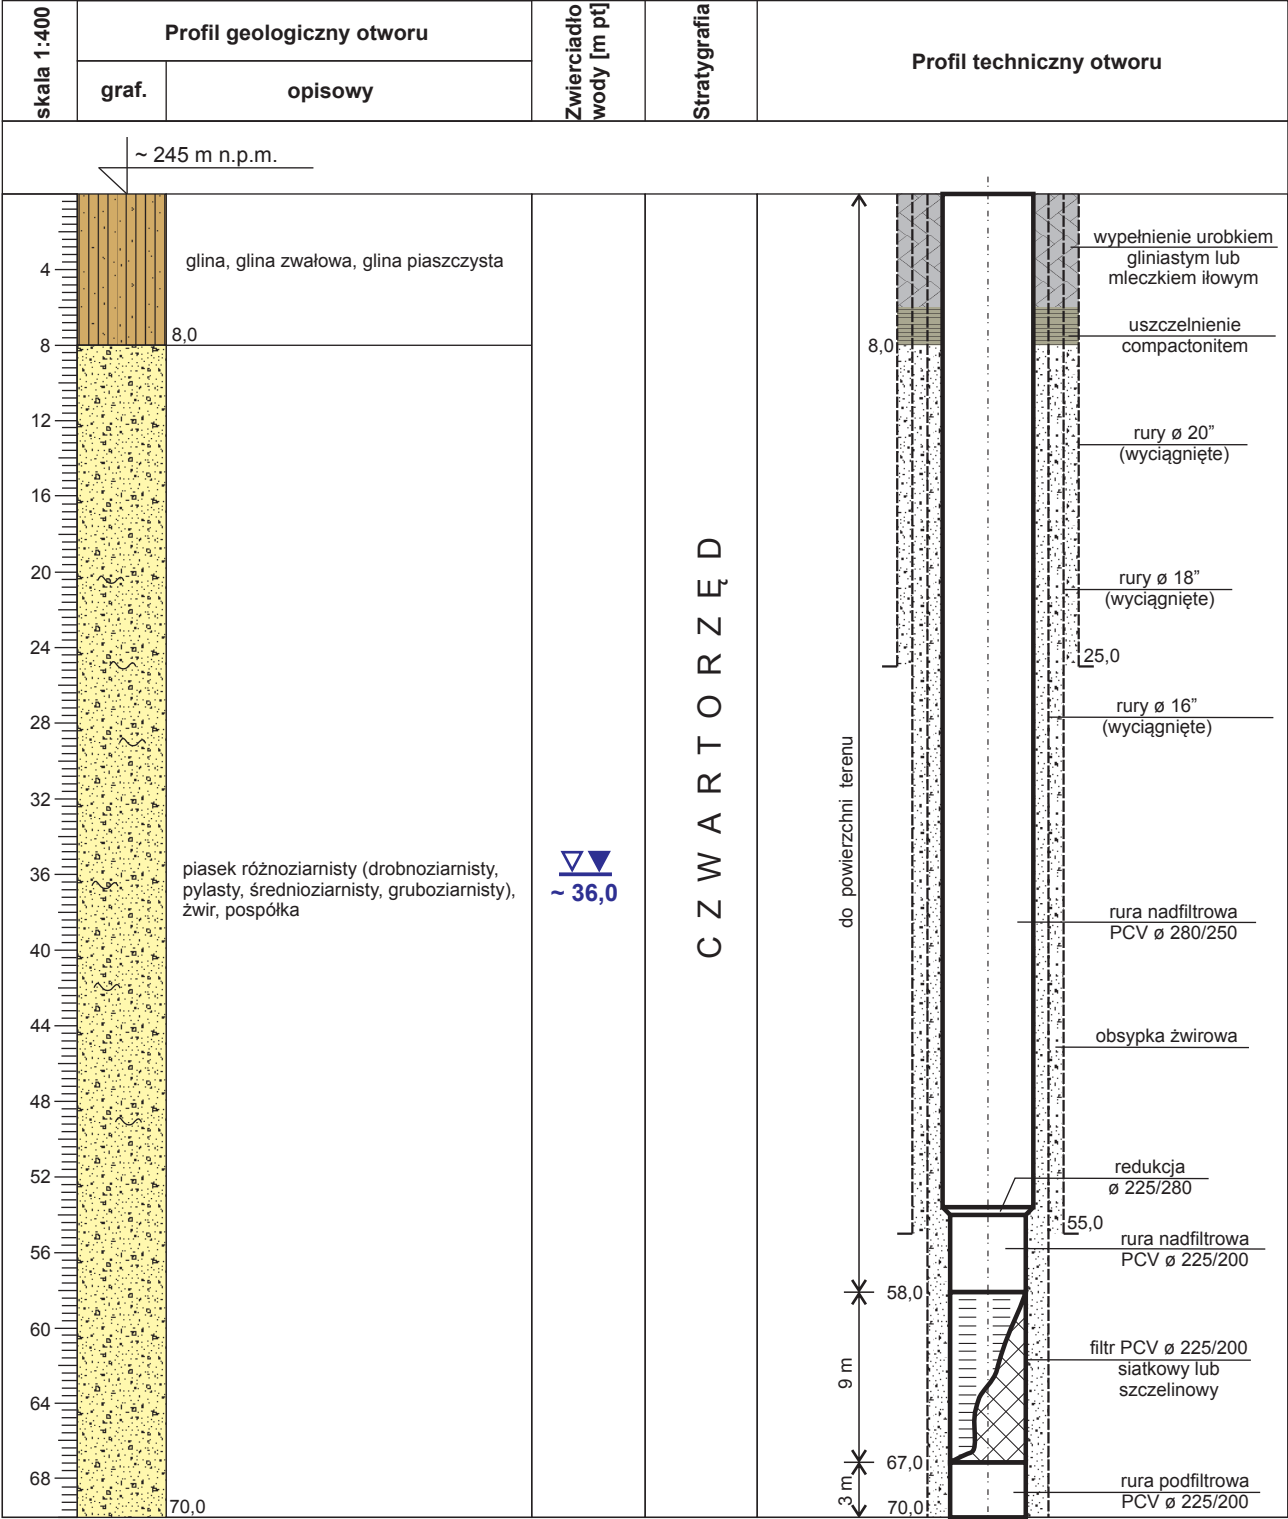 skala 1:400
Profil geologiczny otworu
graf.
opisowy
Zwierciadło
wody [m pt]
Stratygrafia
Profil techniczny otworu
~ 245 m n.p.m.
4
8
12
16
20
24
28
32
36
40
44
48
52
56
60
64
68
glina, glina zwałowa, glina piaszczysta
8,0
piasek różnoziarnisty (drobnoziarnisty,
pylasty, średnioziarnisty, gruboziarnisty),
żwir, pospółka
70,0
~ 36,0
CZWARTORZĘD
do powierzchni terenu
9 m
3 m
8,0
58,0
67,0
70,0
wypełnienie urobkiem
gliniastym lub
mleczkiem iłowym
uszczelnienie
compactonitem
rury ø 20”
(wyciągnięte)
rury ø 18”
(wyciągnięte)
25,0
rury ø 16”
(wyciągnięte)
rura nadfiltrowa
PCV ø 280/250
obsypka żwirowa
redukcja
ø 225/280
55,0
rura nadfiltrowa
PCV ø 225/200
filtr PCV ø 225/200
siatkowy lub
szczelinowy
rura podfiltrowa
PCV ø 225/200